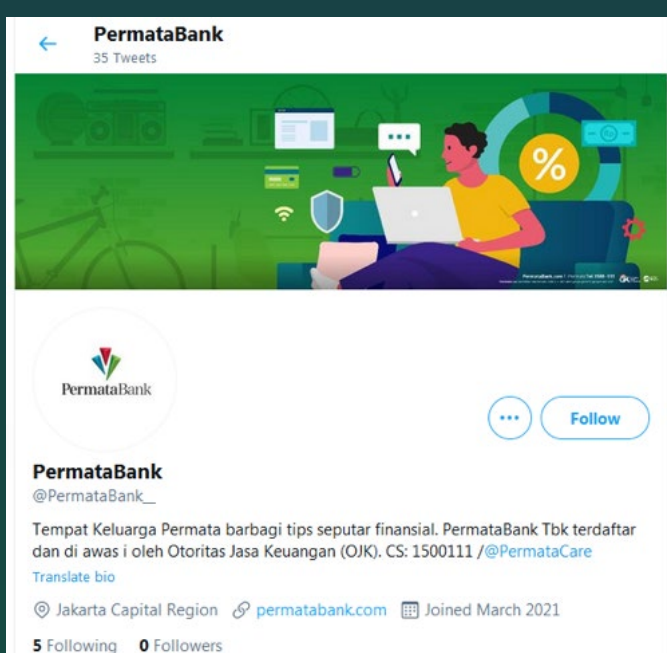 PermataBank
35 Tweets
%
PermataBank
Follow
PermataBank
@PermataBank__
Tempat Keluarga Permata barbagi tips seputar finansial. PermataBank Tbk terdaftar
dan di awas i oleh Otoritas Jasa Keuangan (OJK). CS: 1500111 /@PermataCare
Translate bio
Jakarta Capital Region permatabank.com Joined March 2021
5 Following 0 Followers